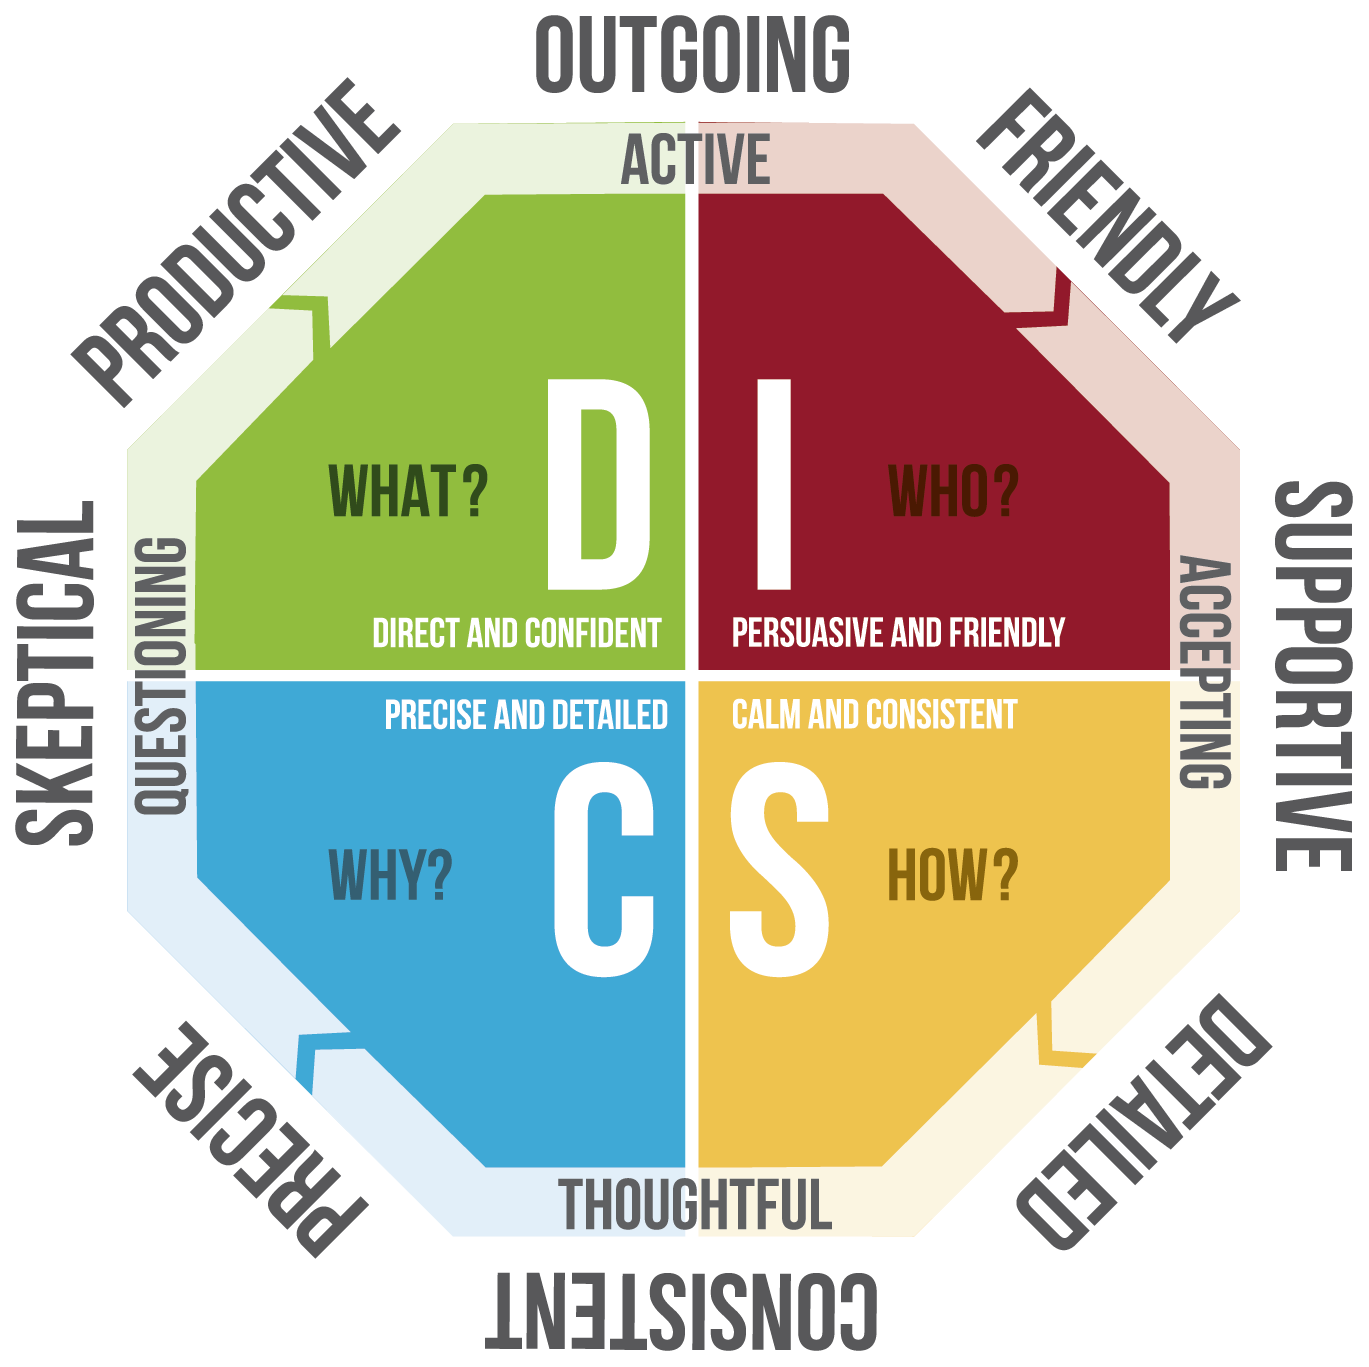 OUTGOING
PRODUCTIVE
FRIENDLY
ACTIVE
D
I
WHAT?
WHO?
DIRECT AND CONFIDENT
PERSUASIVE AND FRIENDLY
SKEPTICAL
QUESTIONING
ACCEPTING
SUPPORTIVE
PRECISE AND DETAILED
CALM AND CONSISTENT
C
S
WHY?
HOW?
PRECISE
DETAILED
THOUGHTFUL
CONSISTENT